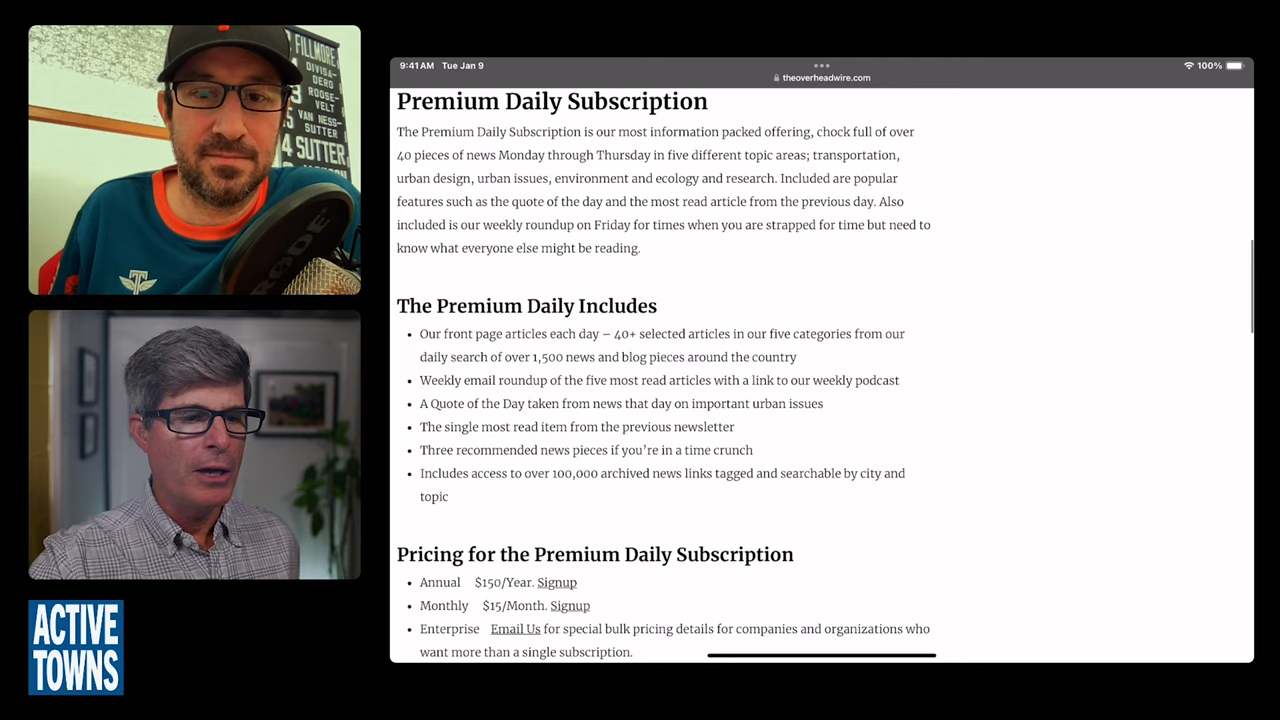 FILLMORE
DIVISA-
DERO
ROOSE-
VELT
VAN NESS-
SUTTER
4 SUTTER
RØDE
ACTIVE
TOWNS
9:41 AM Tue Jan 9
theoverheadwire.com
100%
Premium Daily Subscription
The Premium Daily Subscription is our most information packed offering, chock full of over
40 pieces of news Monday through Thursday in five different topic areas; transportation,
urban design, urban issues, environment and ecology and research. Included are popular
features such as the quote of the day and the most read article from the previous day. Also
included is our weekly roundup on Friday for times when you are strapped for time but need to
know what everyone else might be reading.
The Premium Daily Includes
• Our front page articles each day – 40+ selected articles in our five categories from our
daily search of over 1,500 news and blog pieces around the country
• Weekly email roundup of the five most read articles with a link to our weekly podcast
• A Quote of the Day taken from news that day on important urban issues
• The single most read item from the previous newsletter
• Three recommended news pieces if you’re in a time crunch
• Includes access to over 100,000 archived news links tagged and searchable by city and
topic
Pricing for the Premium Daily Subscription
• Annual $150/Year. Signup
• Monthly $15/Month. Signup
• Enterprise Email Us for special bulk pricing details for companies and organizations who
want more than a single subscription.